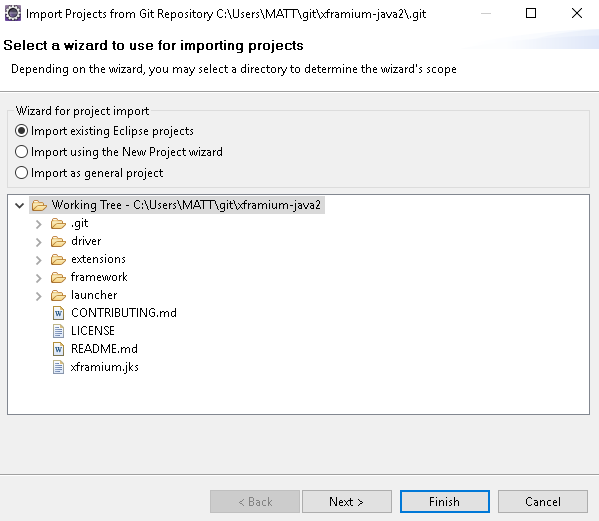 Import Projects from Git Repository C:\Users\MATT\git\xframium-java2\.git
Select a wizard to use for importing projects
Depending on the wizard, you may select a directory to determine the wizard's scope
Wizard for project import
Import existing Eclipse projects
Import using the New Project wizard
Import as general project
Working Tree - C:\Users\MATT\git\xframium-java2
.git
driver
extensions
framework
launcher
CONTRIBUTING.md
LICENSE
README.md
xframium.jks
< Back Next > Finish Cancel